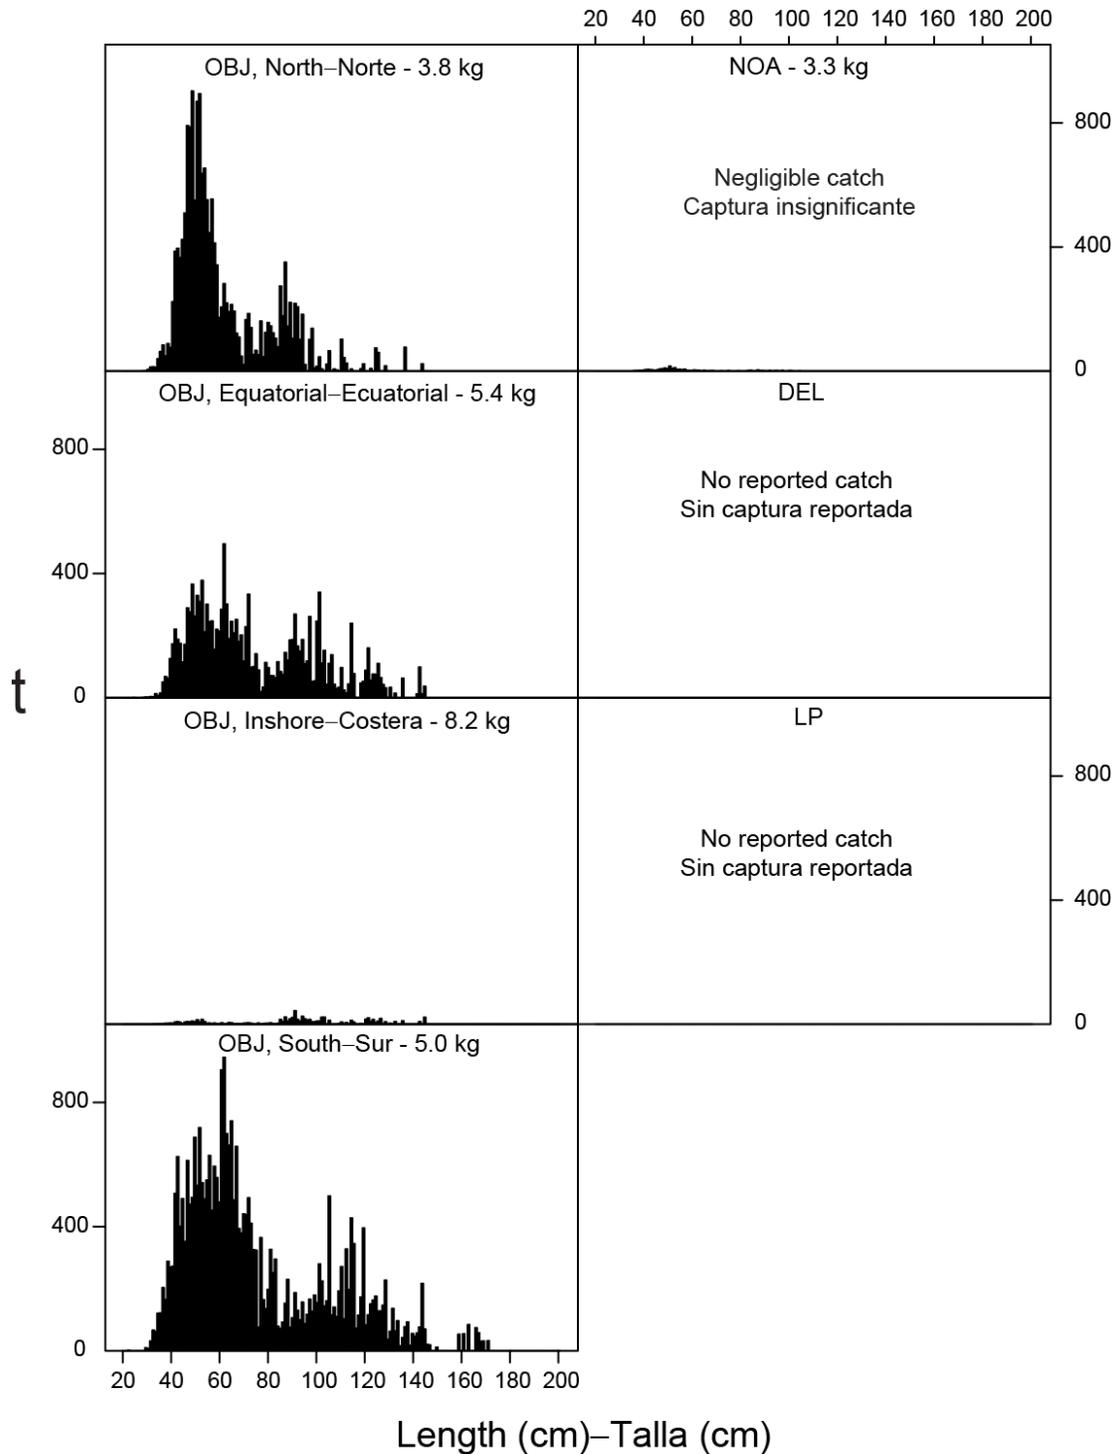 20 40 60 80 100 120 140 160 180 200
OBJ, North–Norte - 3.8 kg
NOA - 3.3 kg
800
Negligible catch
Captura insignificante
400
0
OBJ, Equatorial–Ecuatorial - 5.4 kg
DEL
800
No reported catch
Sin captura reportada
400
0
t
OBJ, Inshore–Costera - 8.2 kg
LP
800
No reported catch
Sin captura reportada
400
0
OBJ, South–Sur - 5.0 kg
800
400
0
20 40 60 80 100 120 140 160 180 200
Length (cm)–Talla (cm)